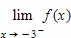 lim f(x)
x → −3⁻